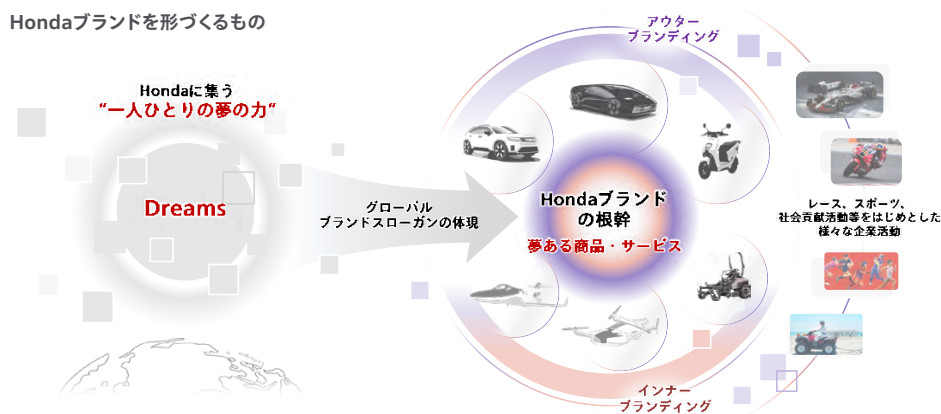 Hondaブランドを形づくるもの
Hondaに集う
“一人ひとりの夢の力”
Dreams
グローバル
ブランドスローガンの体現
アウター
ブランディング
Hondaブランド
の根幹
夢ある商品・サービス
インナー
ブランディング
レース、スポーツ、
社会貢献活動等をはじめとした
様々な企業活動